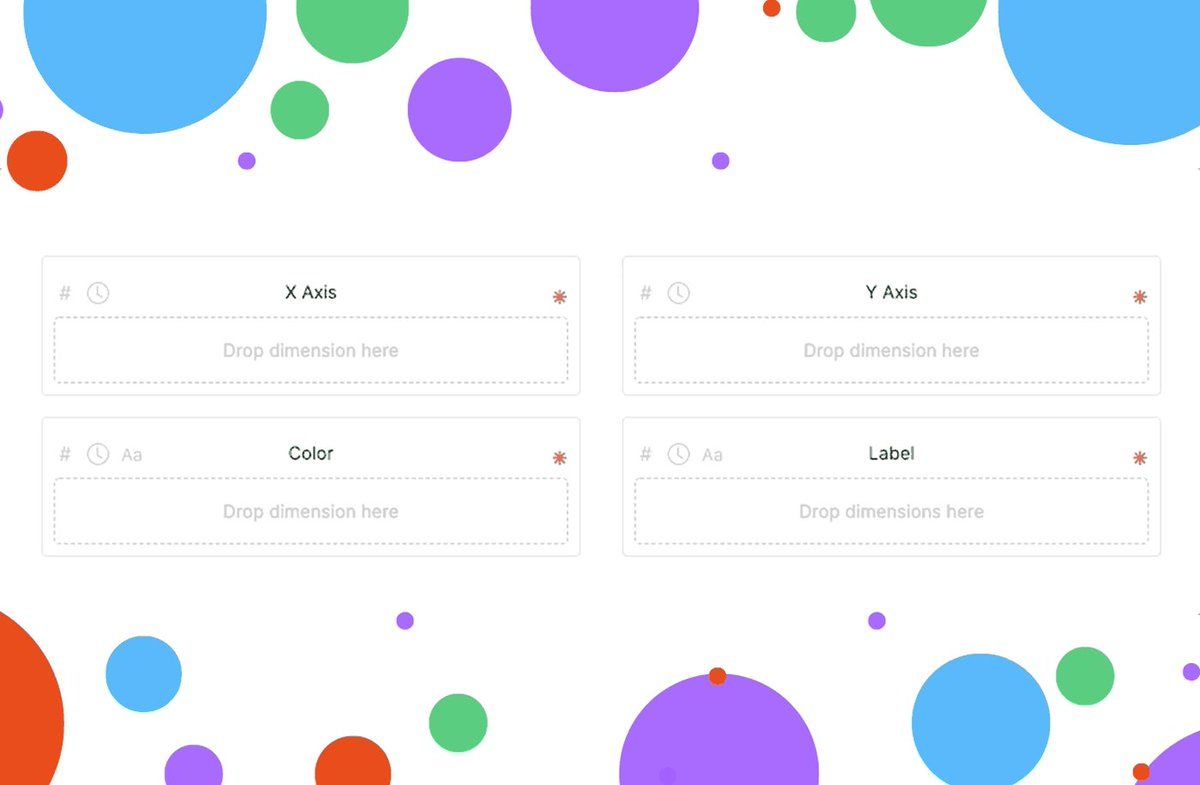 # X Axis
Drop dimension here
# Y Axis
Drop dimension here
# Aa Color
Drop dimension here
# Aa Label
Drop dimensions here